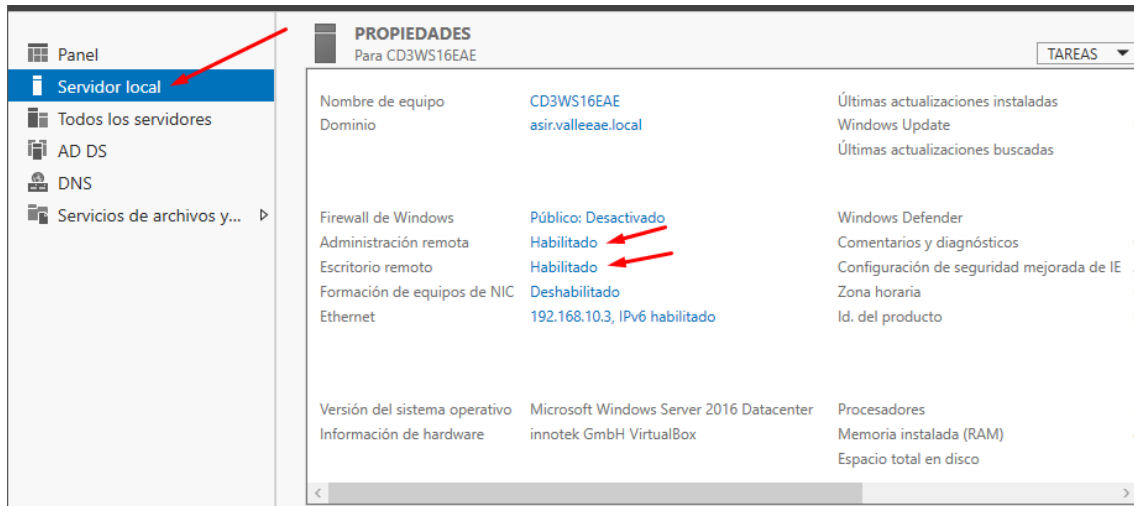 Panel
Servidor local
Todos los servidores
AD DS
DNS
Servicios de archivos y...
PROPIEDADES
Para CD3WS16EAE
TAREAS
Nombre de equipo CD3WS16EAE Últimas actualizaciones instaladas
Dominio asir.valleeae.local Windows Update
Últimas actualizaciones buscadas
Firewall de Windows Público: Desactivado Windows Defender
Administración remota Habilitado Comentarios y diagnósticos
Escritorio remoto Habilitado Configuración de seguridad mejorada de IE
Formación de equipos de NIC Deshabilitado Zona horaria
Ethernet 192.168.10.3, IPv6 habilitado Id. del producto
Versión del sistema operativo Microsoft Windows Server 2016 Datacenter Procesadores
Información de hardware innotek GmbH VirtualBox Memoria instalada (RAM)
Espacio total en disco